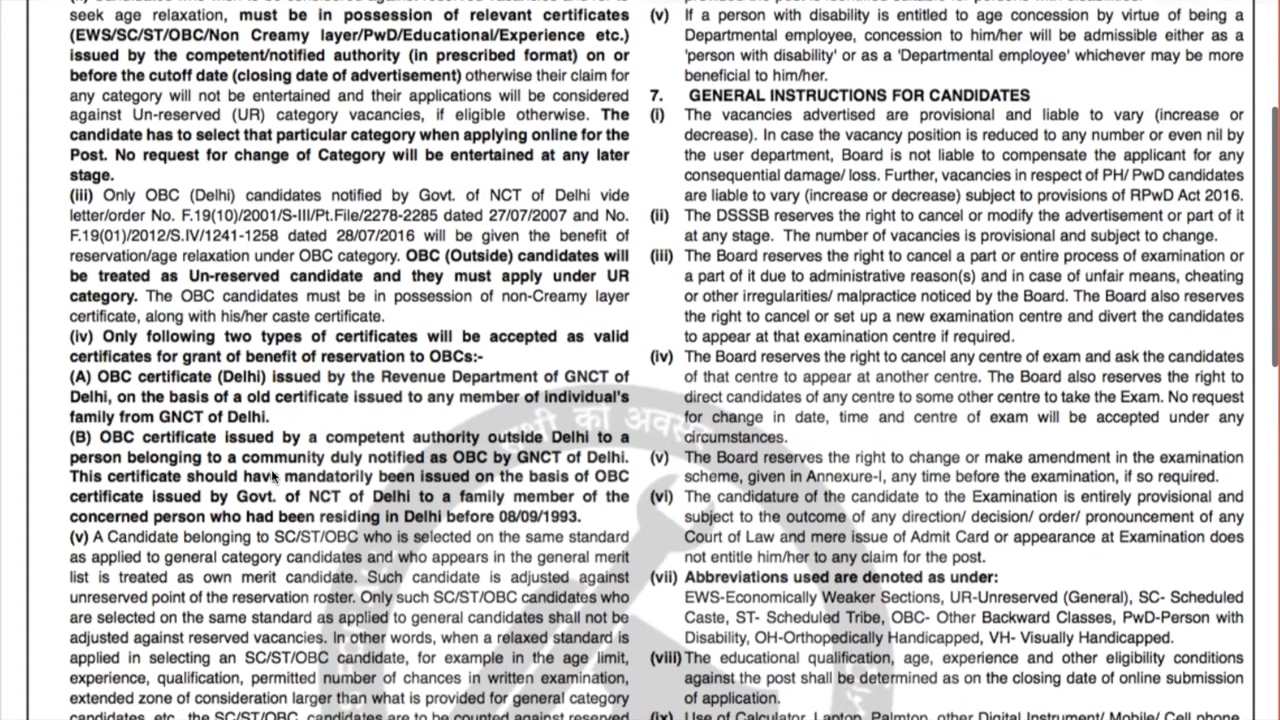 seek age relaxation, must be in possession of relevant certificates
(EWS/SC/ST/OBC/Non Creamy layer/PwD/Educational/Experience etc.)
issued by the competent/notified authority (in prescribed format) on or
before the cutoff date (closing date of advertisement) otherwise their claim for
any category will not be entertained and their applications will be considered
against Un-reserved (UR) category vacancies, if eligible otherwise. The
candidate has to select that particular category when applying online for the
Post. No request for change of Category will be entertained at any later
stage.
(iii) Only OBC (Delhi) candidates notified by Govt. of NCT of Delhi vide
letter/order No. F.19(10)/2001/S-III/Pt.File/2278-2285 dated 27/07/2007 and No.
F.19(01)/2012/S.IV/1241-1258 dated 28/07/2016 will be given the benefit of
reservation/age relaxation under OBC category. OBC (Outside) candidates will
be treated as Un-reserved candidate and they must apply under UR
category. The OBC candidates must be in possession of non-Creamy layer
certificate, along with his/her caste certificate.
(iv) Only following two types of certificates will be accepted as valid
certificates for grant of benefit of reservation to OBCs:-
(A) OBC certificate (Delhi) issued by the Revenue Department of GNCT of
Delhi, on the basis of a old certificate issued to any member of individual's
family from GNCT of Delhi.
(B) OBC certificate issued by a competent authority outside Delhi to a
person belonging to a community duly notified as OBC by GNCT of Delhi.
This certificate should have mandatorily been issued on the basis of OBC
certificate issued by Govt. of NCT of Delhi to a family member of the
concerned person who had been residing in Delhi before 08/09/1993.
(v) A Candidate belonging to SC/ST/OBC who is selected on the same standard
as applied to general category candidates and who appears in the general merit
list is treated as own merit candidate. Such candidate is adjusted against
unreserved point of the reservation roster. Only such SC/ST/OBC candidates who
are selected on the same standard as applied to general candidates shall not be
adjusted against reserved vacancies. In other words, when a relaxed standard is
applied in selecting an SC/ST/OBC candidate, for example in the age limit,
experience, qualification, permitted number of chances in written examination,
extended zone of consideration larger than what is provided for general category
candidates, etc., the SC/ST/OBC candidates are to be counted against reserved
(v) If a person with disability is entitled to age concession by virtue of being a
Departmental employee, concession to him/her will be admissible either as a
'person with disability' or as a 'Departmental employee' whichever may be more
beneficial to him/her.
7. GENERAL INSTRUCTIONS FOR CANDIDATES
(i) The vacancies advertised are provisional and liable to vary (increase or
decrease). In case the vacancy position is reduced to any number or even nil by
the user department, Board is not liable to compensate the applicant for any
consequential damage/ loss. Further, vacancies in respect of PH/ PwD candidates
are liable to vary (increase or decrease) subject to provisions of RPwD Act 2016.
(ii) The DSSSB reserves the right to cancel or modify the advertisement or part of it
at any stage. The number of vacancies is provisional and subject to change.
(iii) The Board reserves the right to cancel a part or entire process of examination or
a part of it due to administrative reason(s) and in case of unfair means, cheating
or other irregularities/ malpractice noticed by the Board. The Board also reserves
the right to cancel or set up a new examination centre and divert the candidates
to appear at that examination centre if required.
(iv) The Board reserves the right to cancel any centre of exam and ask the candidates
of that centre to appear at another centre. The Board also reserves the right to
direct candidates of any centre to some other centre to take the Exam. No request
for change in date, time and centre of exam will be accepted under any
circumstances.
(v) The Board reserves the right to change or make amendment in the examination
scheme, given in Annexure-I, any time before the examination, if so required.
(vi) The candidature of the candidate to the Examination is entirely provisional and
subject to the outcome of any direction/ decision/ order/ pronouncement of any
Court of Law and mere issue of Admit Card or appearance at Examination does
not entitle him/her to any claim for the post.
(vii) Abbreviations used are denoted as under:
EWS-Economically Weaker Sections, UR-Unreserved (General), SC- Scheduled
Caste, ST- Scheduled Tribe, OBC- Other Backward Classes, PwD-Person with
Disability, OH-Orthopedically Handicapped, VH- Visually Handicapped.
(viii) The educational qualification, age, experience and other eligibility conditions
against the post shall be determined as on the closing date of online submission
of application.
(ix) Use of Calculator, Laptop, Palmtop, other Digital Instrument/ Mobile/ Cell phone,
को अवसर